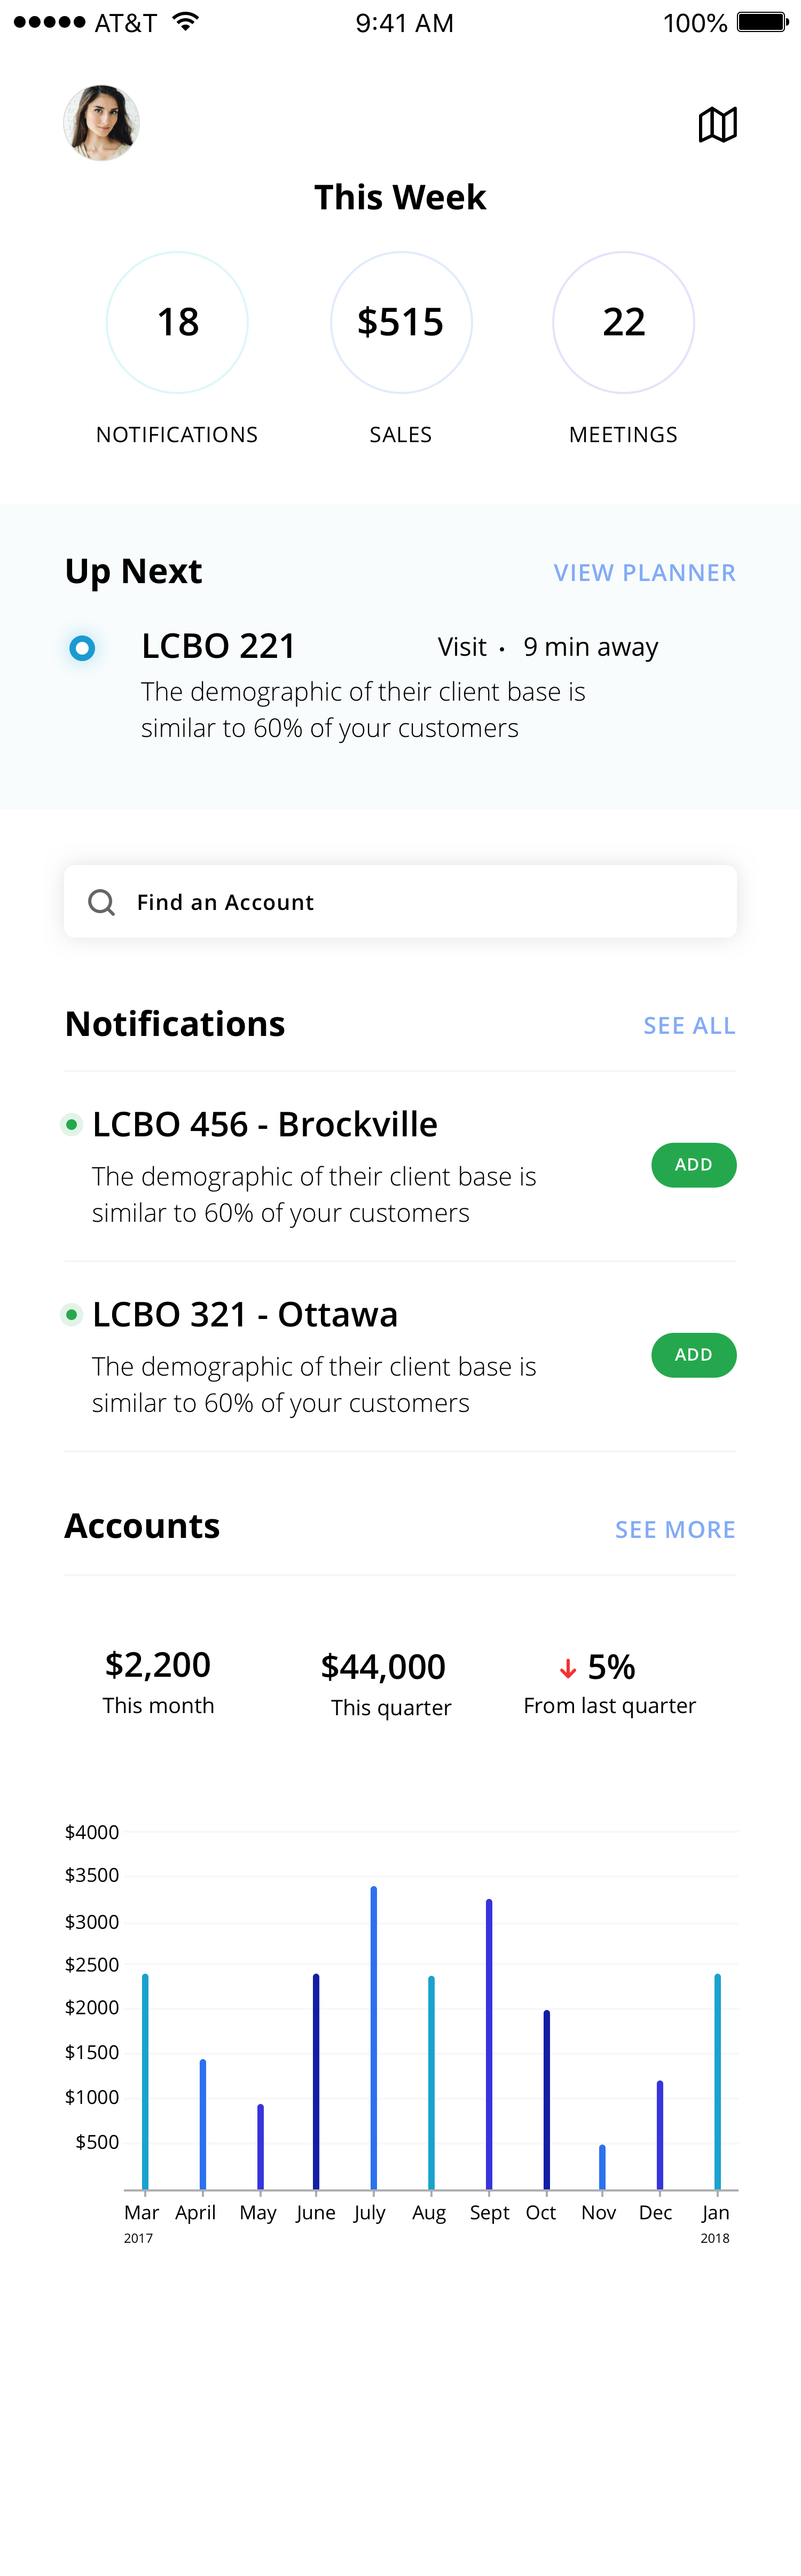 ●●●●● AT&T 9:41 AM 100%
This Week
18 $515 22
NOTIFICATIONS SALES MEETINGS
Up Next VIEW PLANNER
LCBO 221 Visit · 9 min away
The demographic of their client base is
similar to 60% of your customers
Find an Account
Notifications SEE ALL
LCBO 456 - Brockville
The demographic of their client base is
similar to 60% of your customers
ADD
LCBO 321 - Ottawa
The demographic of their client base is
similar to 60% of your customers
ADD
Accounts SEE MORE
$2,200 $44,000 ↓ 5%
This month This quarter From last quarter
$4000
$3500
$3000
$2500
$2000
$1500
$1000
$500
Mar April May June July Aug Sept Oct Nov Dec Jan
2017 2018